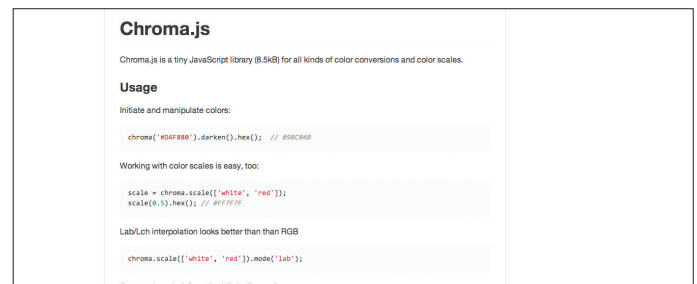 Chroma.js
Chroma.js is a tiny JavaScript library (8.5kB) for all kinds of color conversions and color scales.
Usage
Initiate and manipulate colors:
chroma('#D4F880').darken().hex();  // #98C04B
Working with color scales is easy, too:
scale = chroma.scale(['white', 'red']);
scale(0.5).hex(); // #FF7F7F
Lab/Lch interpolation looks better than than RGB
chroma.scale(['white', 'red']).mode('lab');